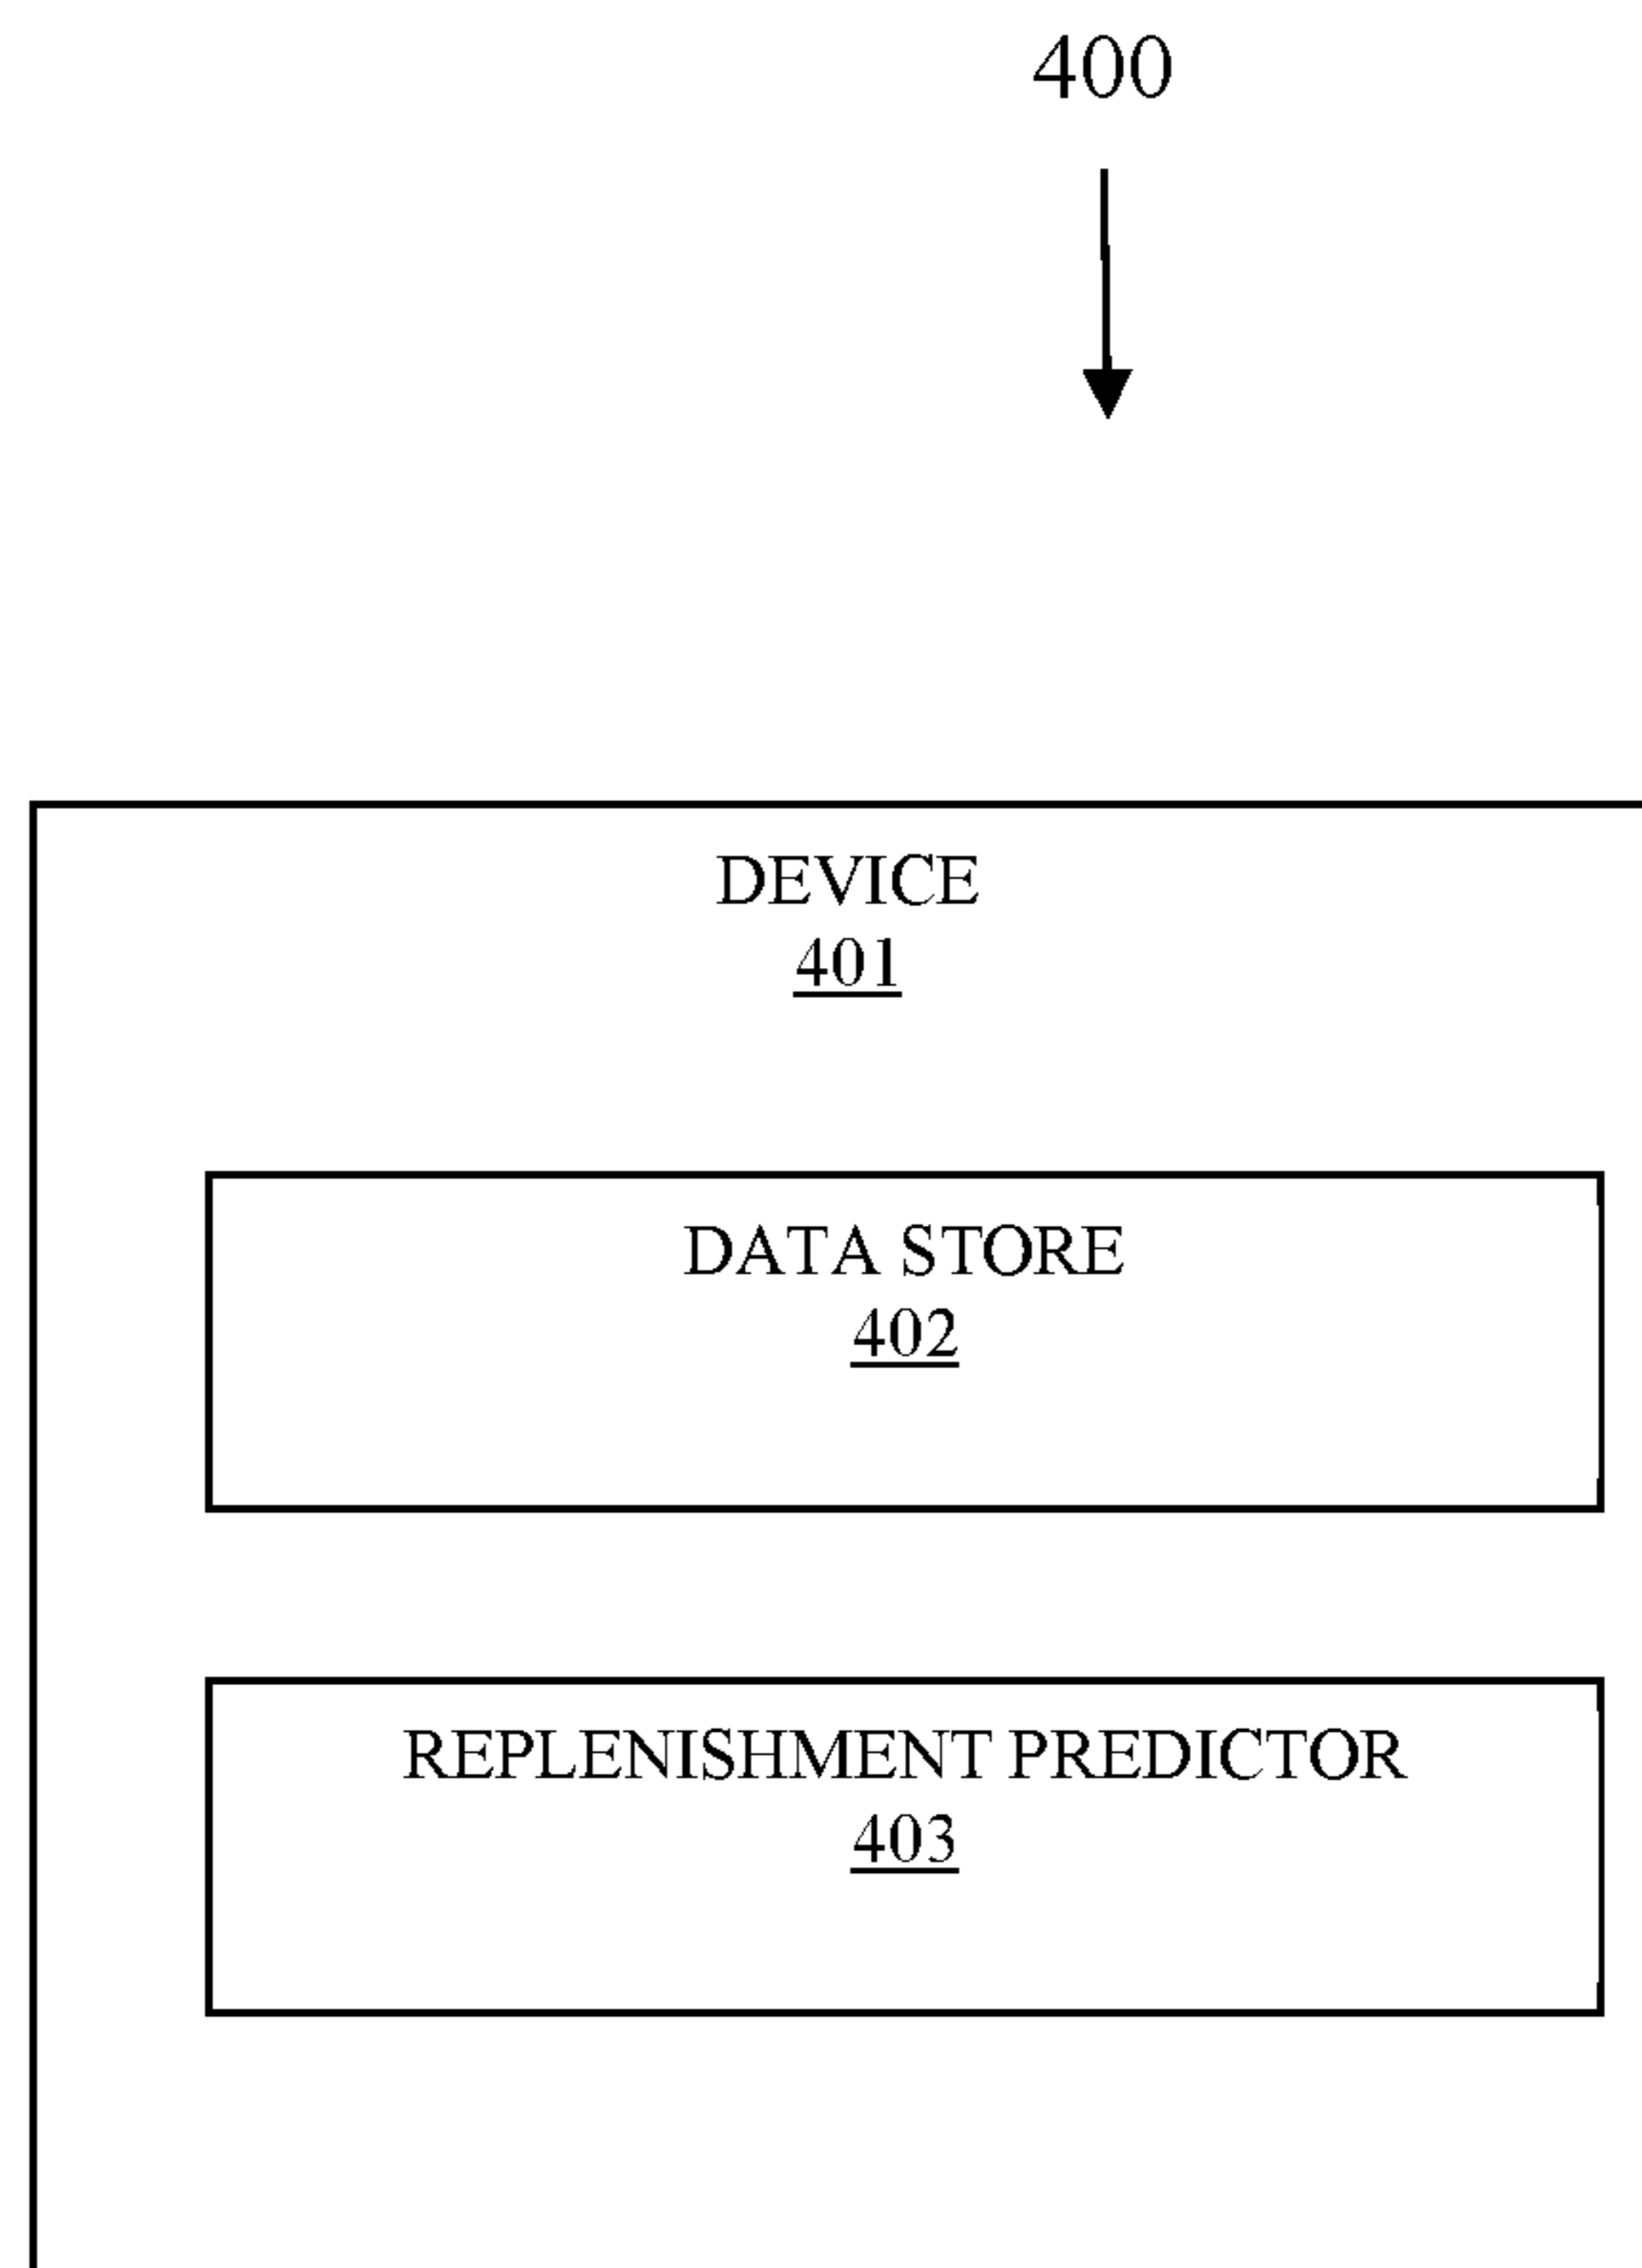 400
DEVICE
401
DATA STORE
402
REPLENISHMENT PREDICTOR
403